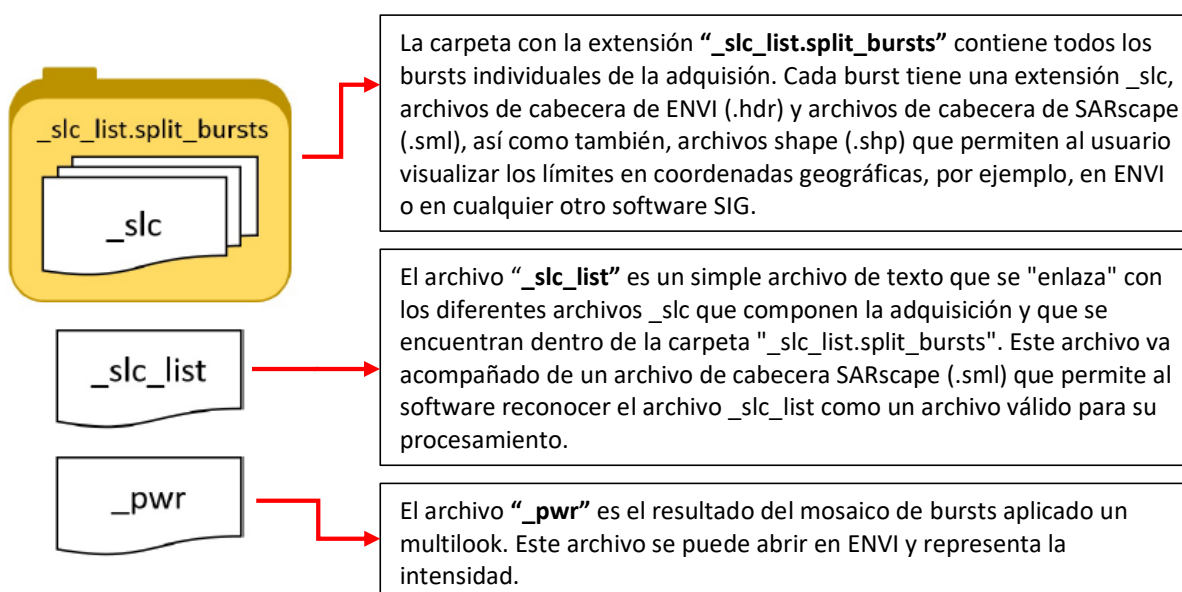 _slc_list.split_bursts
_slc
La carpeta con la extensión “_slc_list.split_bursts” contiene todos los
bursts individuales de la adquisión. Cada burst tiene una extensión _slc,
archivos de cabecera de ENVI (.hdr) y archivos de cabecera de SARscape
(.sml), así como también, archivos shape (.shp) que permiten al usuario
visualizar los límites en coordenadas geográficas, por ejemplo, en ENVI
o en cualquier otro software SIG.
_slc_list
El archivo “_slc_list” es un simple archivo de texto que se "enlaza" con
los diferentes archivos _slc que componen la adquisición y que se
encuentran dentro de la carpeta "_slc_list.split_bursts". Este archivo va
acompañado de un archivo de cabecera SARscape (.sml) que permite al
software reconocer el archivo _slc_list como un archivo válido para su
procesamiento.
_pwr
El archivo “_pwr” es el resultado del mosaico de bursts aplicado un
multilook. Este archivo se puede abrir en ENVI y representa la
intensidad.